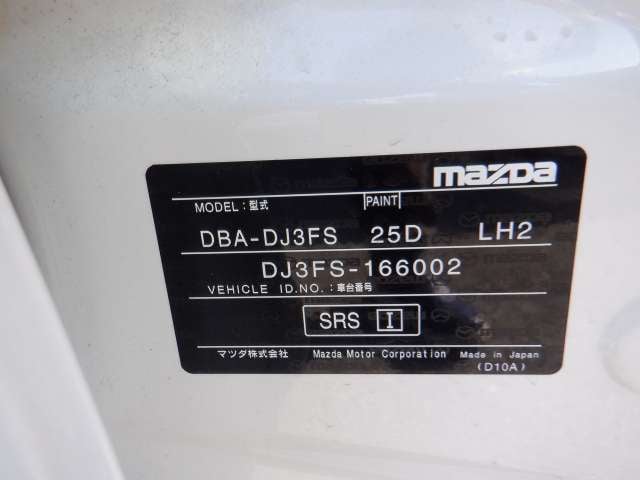 mazda
MODEL:型式 PAINT
DBA-DJ3FS 25D LH2
DJ3FS-166002
VEHICLE ID.NO.:車台番号
SRS I
マツダ株式会社 Mazda Motor Corporation Made in Japan
(D10A)